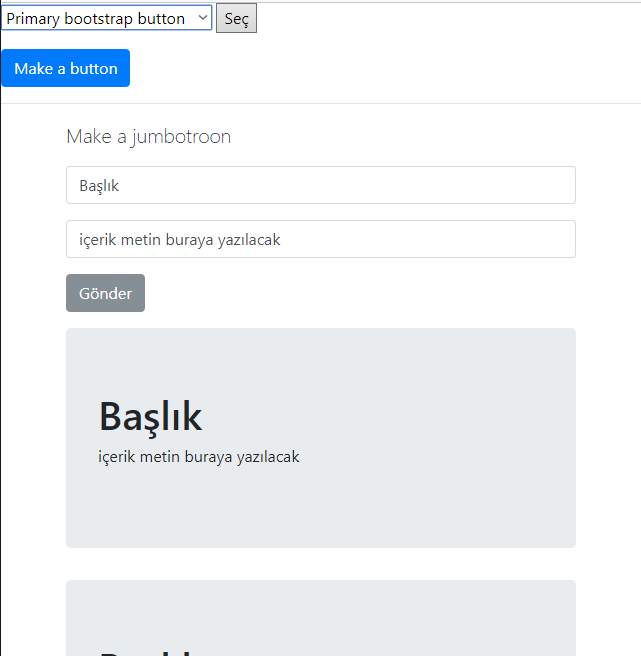 Primary bootstrap button Seç
Make a button
Make a jumbotroon
Başlık
içerik metin buraya yazılacak
Gönder
Başlık
içerik metin buraya yazılacak